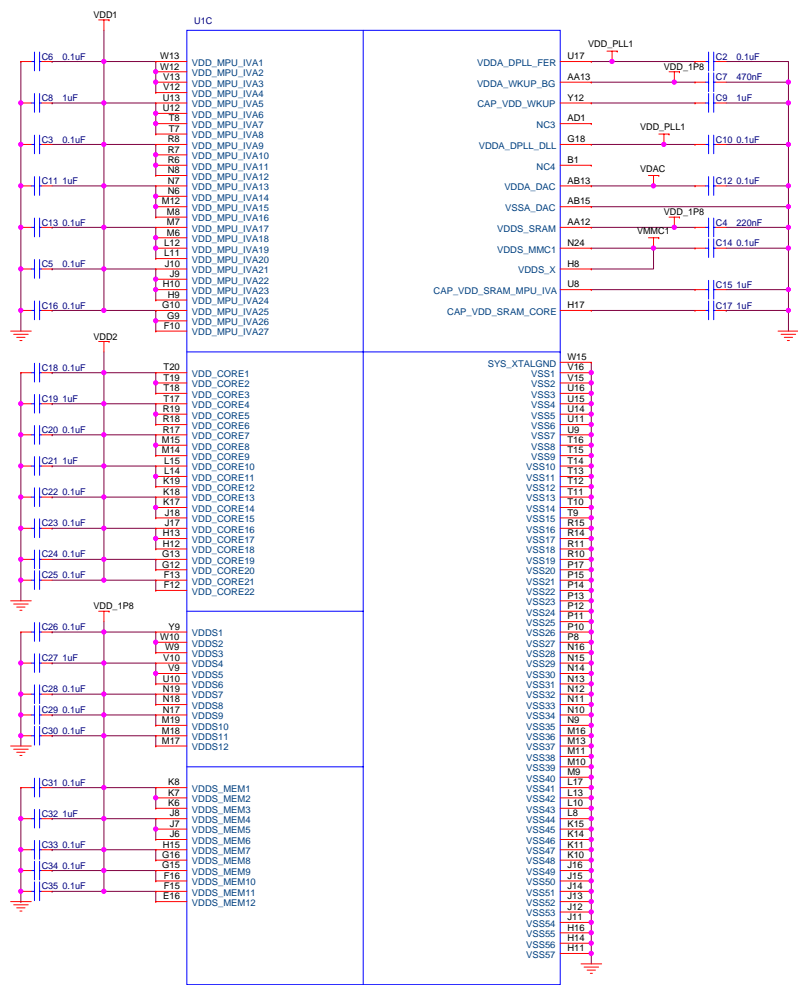 VDD1
U1C
C6 0.1uF W13 VDD_MPU_IVA1
W12 VDD_MPU_IVA2
V13 VDD_MPU_IVA3
V12 VDD_MPU_IVA4
C8 1uF U13 VDD_MPU_IVA5
U12 VDD_MPU_IVA6
T8 VDD_MPU_IVA7
T7 VDD_MPU_IVA8
C3 0.1uF R8 VDD_MPU_IVA9
R7 VDD_MPU_IVA10
R6 VDD_MPU_IVA11
N8 VDD_MPU_IVA12
C11 1uF N7 VDD_MPU_IVA13
N6 VDD_MPU_IVA14
M12 VDD_MPU_IVA15
M8 VDD_MPU_IVA16
C13 0.1uF M7 VDD_MPU_IVA17
M6 VDD_MPU_IVA18
L12 VDD_MPU_IVA19
L11 VDD_MPU_IVA20
C5 0.1uF J10 VDD_MPU_IVA21
J9 VDD_MPU_IVA22
H10 VDD_MPU_IVA23
H9 VDD_MPU_IVA24
C16 0.1uF G10 VDD_MPU_IVA25
G9 VDD_MPU_IVA26
F10 VDD_MPU_IVA27
VDD2
C18 0.1uF T20 VDD_CORE1
T19 VDD_CORE2
T18 VDD_CORE3
C19 1uF T17 VDD_CORE4
R19 VDD_CORE5
R18 VDD_CORE6
C20 0.1uF R17 VDD_CORE7
M15 VDD_CORE8
M14 VDD_CORE9
C21 1uF L15 VDD_CORE10
L14 VDD_CORE11
K19 VDD_CORE12
C22 0.1uF K18 VDD_CORE13
K17 VDD_CORE14
J18 VDD_CORE15
C23 0.1uF J17 VDD_CORE16
H13 VDD_CORE17
H12 VDD_CORE18
C24 0.1uF G13 VDD_CORE19
G12 VDD_CORE20
C25 0.1uF F13 VDD_CORE21
F12 VDD_CORE22
VDD_1P8
C26 0.1uF Y9 VDDS1
W10 VDDS2
W9 VDDS3
C27 1uF V10 VDDS4
V9 VDDS5
U10 VDDS6
C28 0.1uF N19 VDDS7
N18 VDDS8
C29 0.1uF N17 VDDS9
M19 VDDS10
C30 0.1uF M18 VDDS11
M17 VDDS12
C31 0.1uF K8 VDDS_MEM1
K7 VDDS_MEM2
K6 VDDS_MEM3
C32 1uF J8 VDDS_MEM4
J7 VDDS_MEM5
J6 VDDS_MEM6
C33 0.1uF H15 VDDS_MEM7
G16 VDDS_MEM8
C34 0.1uF G15 VDDS_MEM9
F16 VDDS_MEM10
C35 0.1uF F15 VDDS_MEM11
E16 VDDS_MEM12
VDD_PLL1
VDDA_DPLL_FER U17 C2 0.1uF
VDD_1P8
VDDA_WKUP_BG AA13 C7 470nF
CAP_VDD_WKUP Y12 C9 1uF
NC3 AD1
VDD_PLL1
VDDA_DPLL_DLL G18 C10 0.1uF
NC4 B1
VDAC
VDDA_DAC AB13 C12 0.1uF
VSSA_DAC AB15
VDD_1P8
VDDS_SRAM AA12 C4 220nF
VMMC1
VDDS_MMC1 N24 C14 0.1uF
VDDS_X H8
CAP_VDD_SRAM_MPU_IVA U8 C15 1uF
CAP_VDD_SRAM_CORE H17 C17 1uF
SYS_XTALGND W15
VSS1 V16
VSS2 V15
VSS3 U16
VSS4 U15
VSS5 U14
VSS6 U11
VSS7 U9
VSS8 T16
VSS9 T15
VSS10 T14
VSS11 T13
VSS12 T12
VSS13 T11
VSS14 T10
VSS15 T9
VSS16 R15
VSS17 R14
VSS18 R11
VSS19 R10
VSS20 P17
VSS21 P15
VSS22 P14
VSS23 P13
VSS24 P12
VSS25 P11
VSS26 P10
VSS27 P8
VSS28 N16
VSS29 N15
VSS30 N14
VSS31 N13
VSS32 N12
VSS33 N11
VSS34 N10
VSS35 N9
VSS36 M16
VSS37 M13
VSS38 M11
VSS39 M10
VSS40 M9
VSS41 L17
VSS42 L13
VSS43 L10
VSS44 L8
VSS45 K15
VSS46 K14
VSS47 K11
VSS48 K10
VSS49 J16
VSS50 J15
VSS51 J14
VSS52 J13
VSS53 J12
VSS54 J11
VSS55 H16
VSS56 H14
VSS57 H11